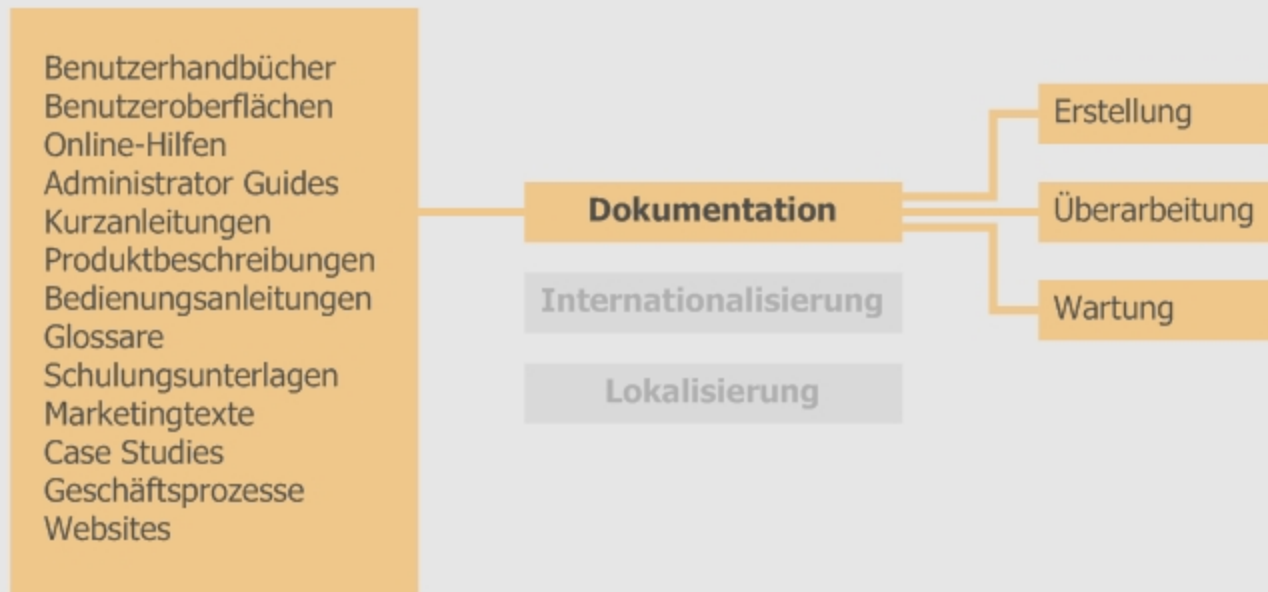 Benutzerhandbücher
Benutzeroberflächen
Online-Hilfen
Administrator Guides
Kurzanleitungen
Produktbeschreibungen
Bedienungsanleitungen
Glossare
Schulungsunterlagen
Marketingtexte
Case Studies
Geschäftsprozesse
Websites
Dokumentation
Internationalisierung
Lokalisierung
Erstellung
Überarbeitung
Wartung